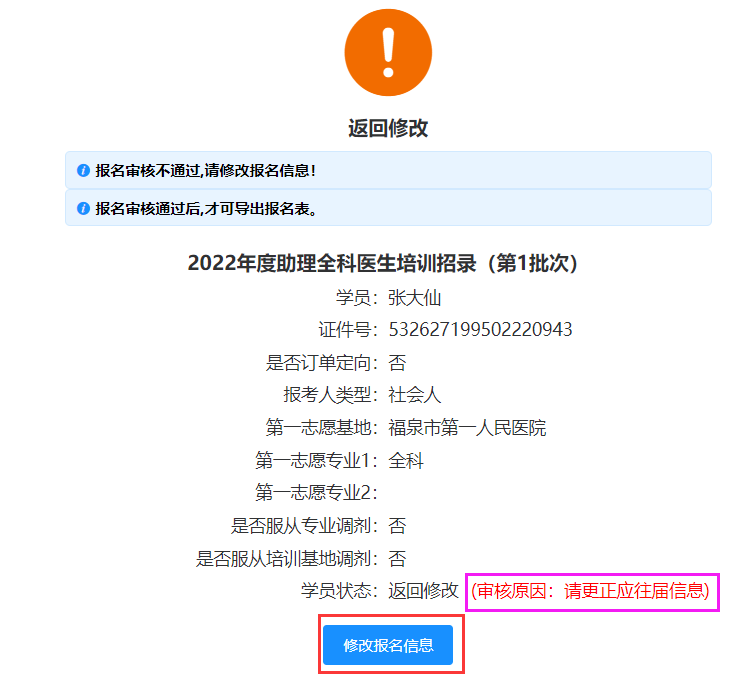 返回修改
报名审核不通过,请修改报名信息！
报名审核通过后,才可导出报名表。
2022年度助理全科医生培训招录（第1批次）
学员：张大仙
证件号：532627199502220943
是否订单定向：否
报考人类型：社会人
第一志愿基地：福泉市第一人民医院
第一志愿专业1：全科
第一志愿专业2：
是否服从专业调剂：否
是否服从培训基地调剂：否
学员状态：返回修改 (审核原因：请更正应往届信息)
修改报名信息